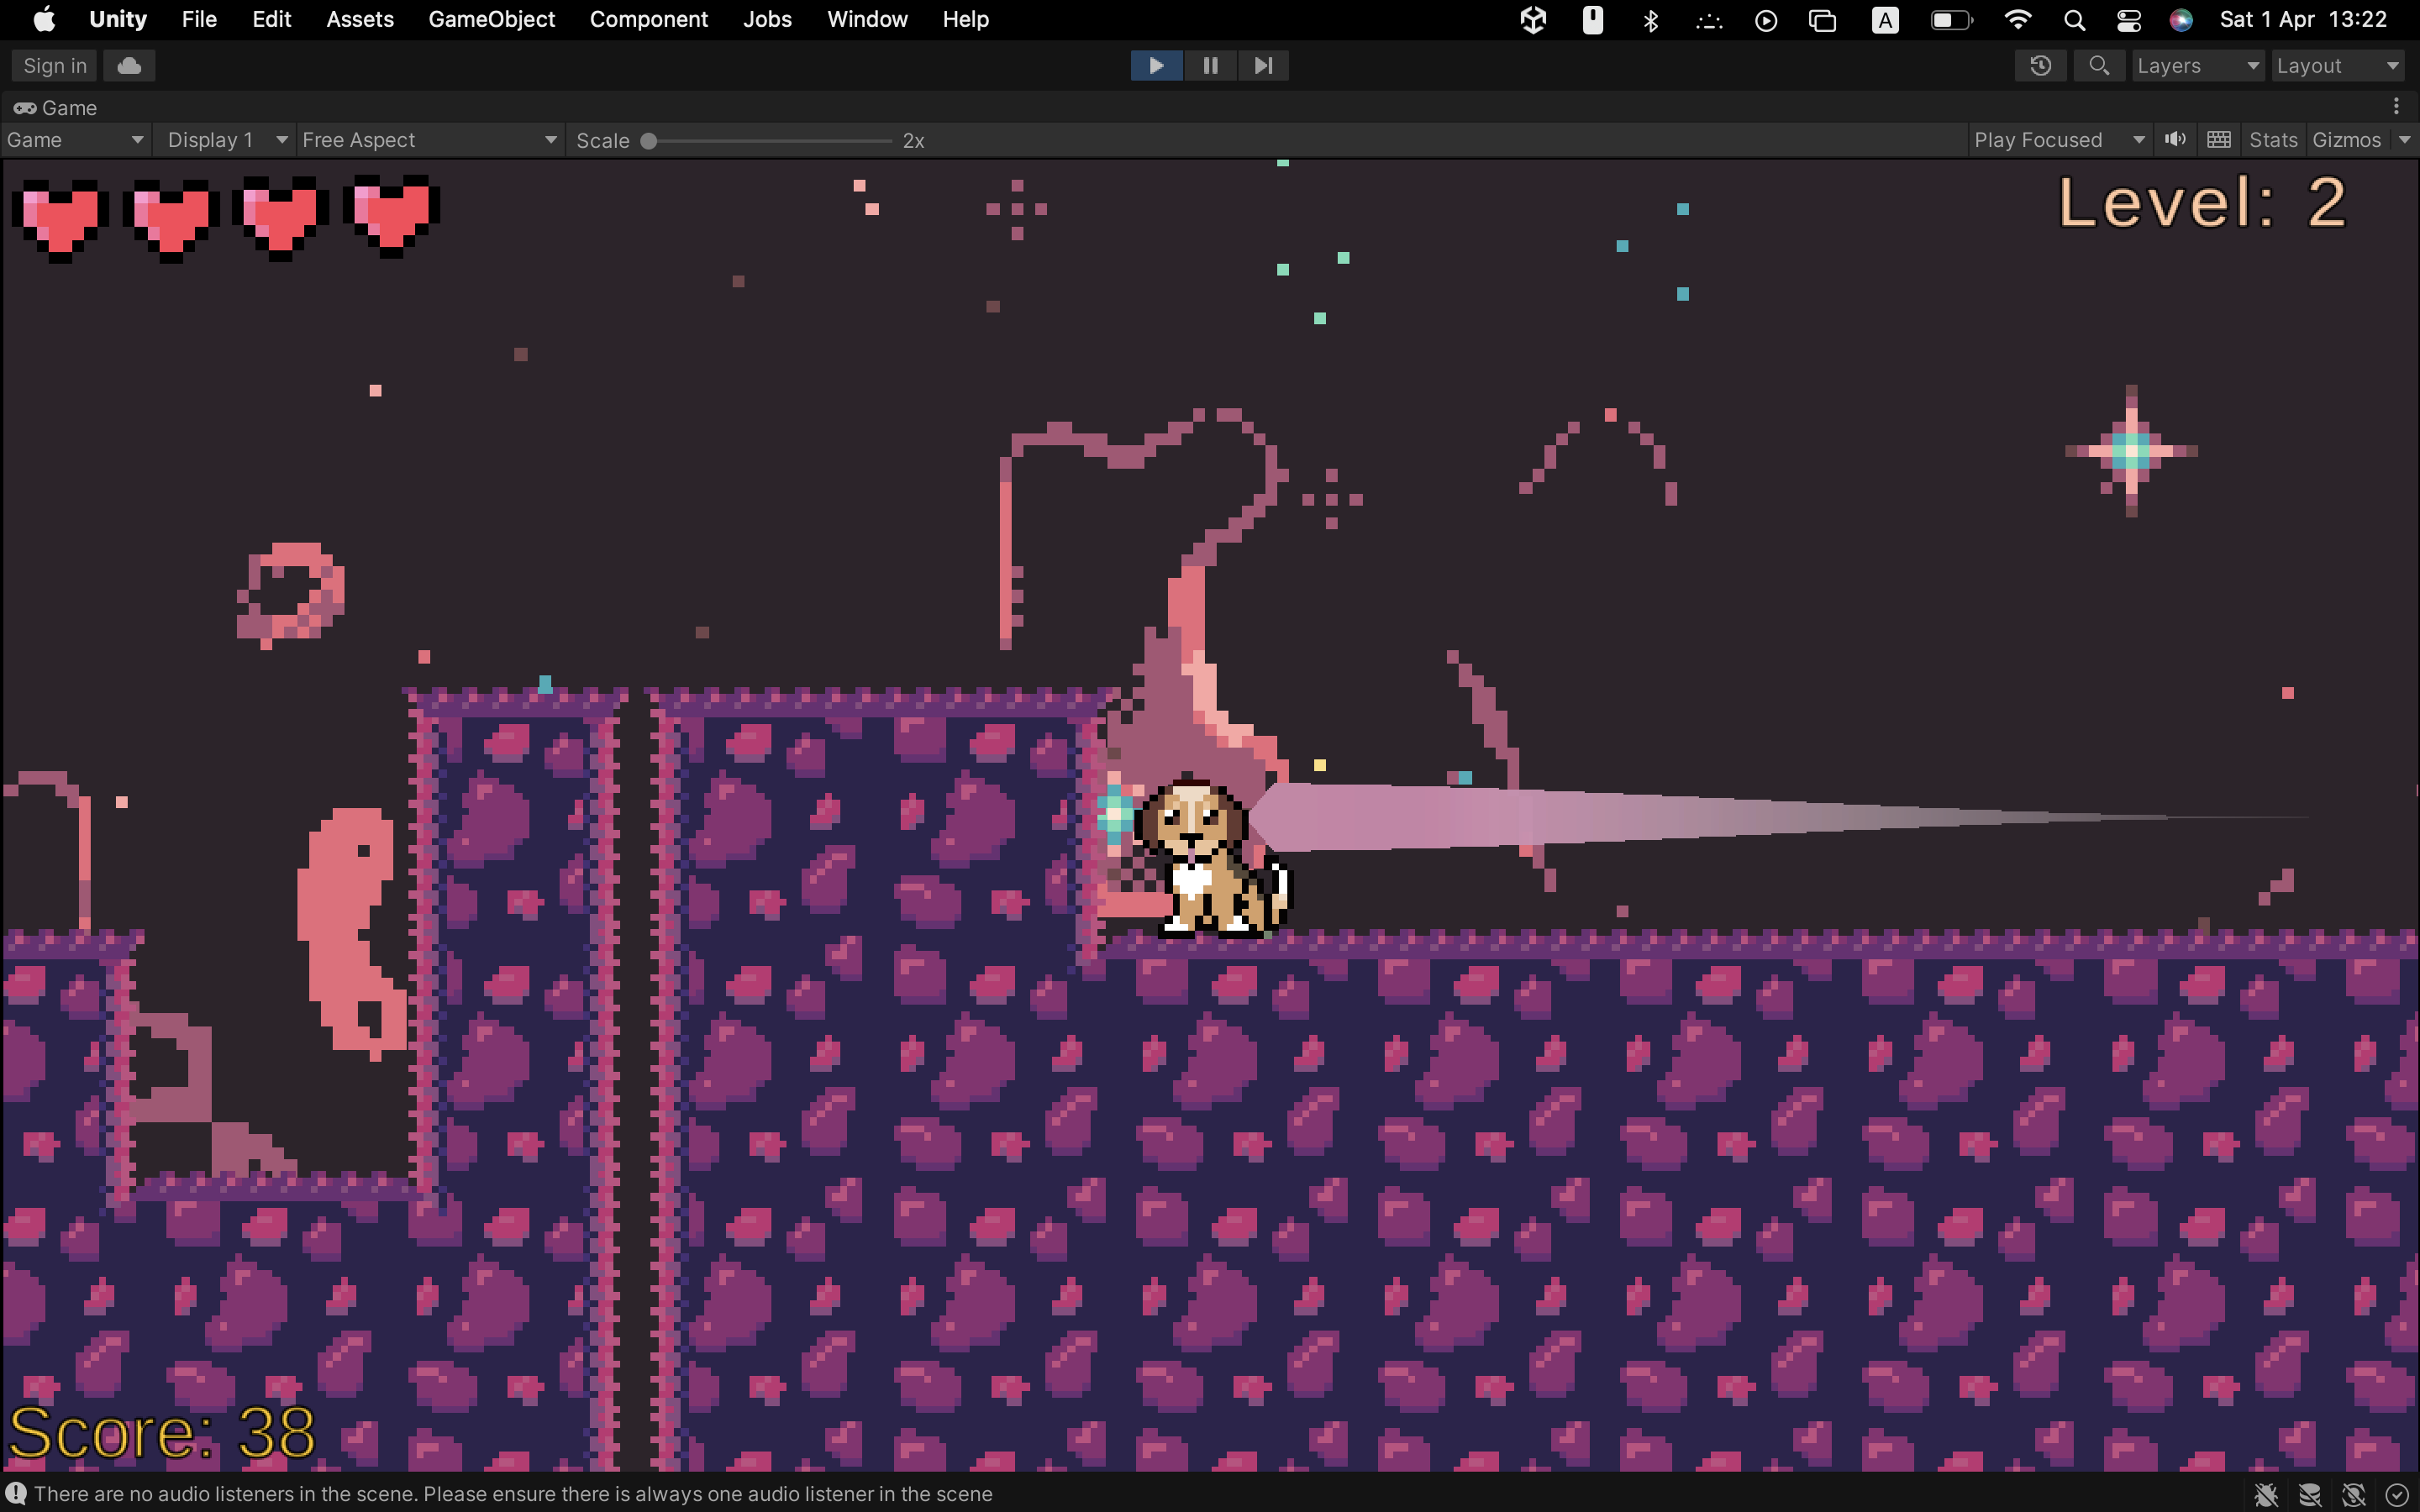 Unity File Edit Assets GameObject Component Jobs Window Help A Sat 1 Apr 13:22
Sign in Layers Layout
Game
Game Display 1 Free Aspect Scale 2x Play Focused Stats Gizmos
Level: 2
Score: 38
There are no audio listeners in the scene. Please ensure there is always one audio listener in the scene